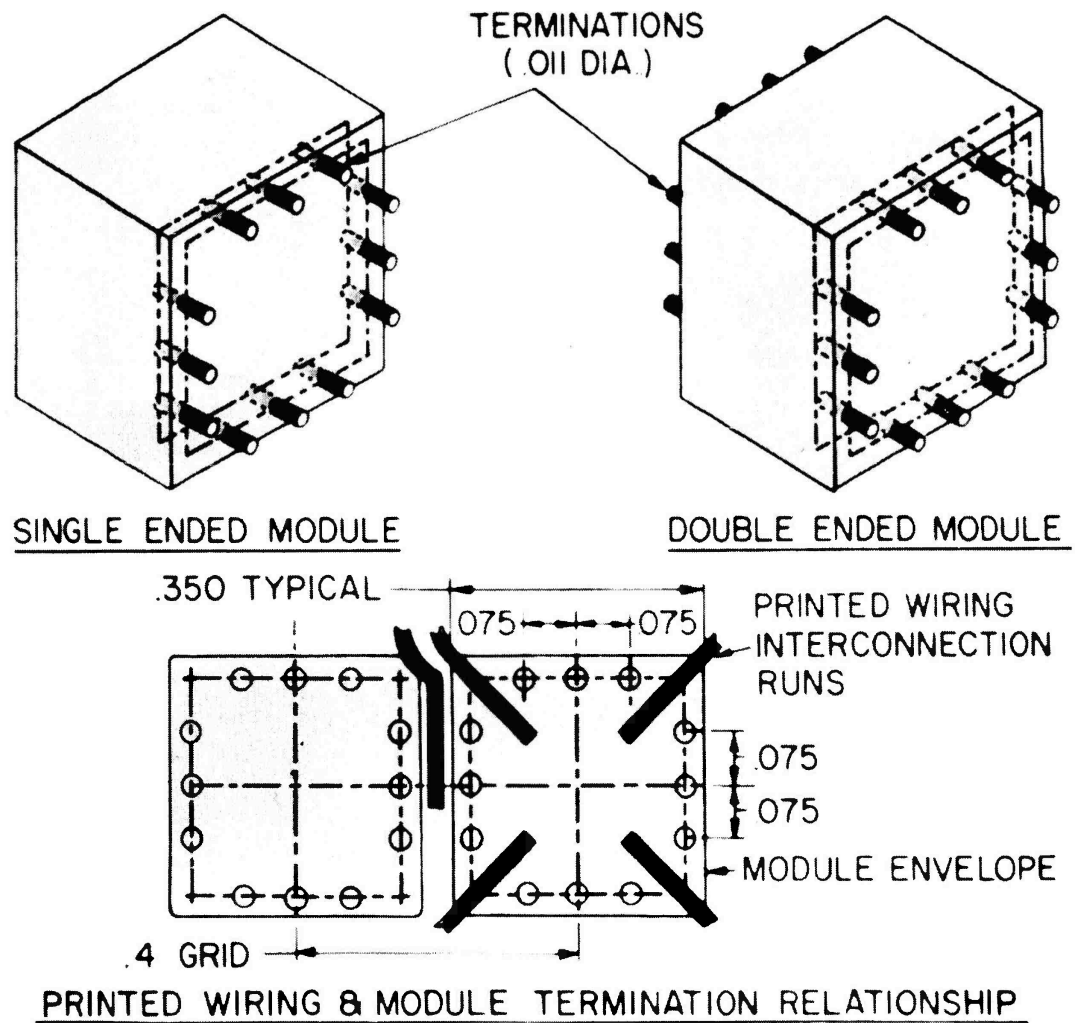 TERMINATIONS
(.011 DIA.)
SINGLE ENDED MODULE
DOUBLE ENDED MODULE
.350 TYPICAL
.075
.075
PRINTED WIRING
INTERCONNECTION
RUNS
.075
.075
MODULE ENVELOPE
.4 GRID
PRINTED WIRING & MODULE TERMINATION RELATIONSHIP